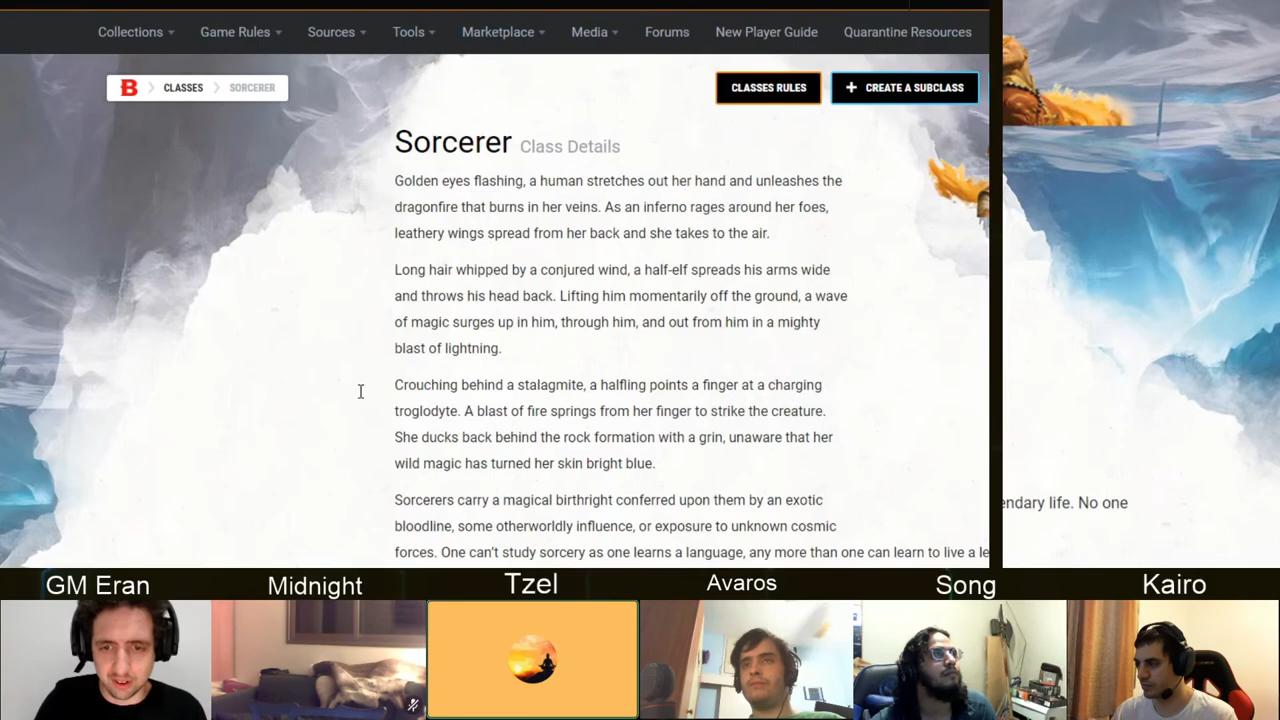 Collections Game Rules Sources Tools Marketplace Media Forums New Player Guide Quarantine Resources
B CLASSES SORCERER CLASSES RULES + CREATE A SUBCLASS
Sorcerer Class Details
Golden eyes flashing, a human stretches out her hand and unleashes the
dragonfire that burns in her veins. As an inferno rages around her foes,
leathery wings spread from her back and she takes to the air.
Long hair whipped by a conjured wind, a half-elf spreads his arms wide
and throws his head back. Lifting him momentarily off the ground, a wave
of magic surges up in him, through him, and out from him in a mighty
blast of lightning.
Crouching behind a stalagmite, a halfling points a finger at a charging
troglodyte. A blast of fire springs from her finger to strike the creature.
She ducks back behind the rock formation with a grin, unaware that her
wild magic has turned her skin bright blue.
Sorcerers carry a magical birthright conferred upon them by an exotic
bloodline, some otherworldly influence, or exposure to unknown cosmic
forces. One can't study sorcery as one learns a language, any more than one can learn to live a le
endary life. No one
GM Eran Midnight Tzel Avaros Song Kairo